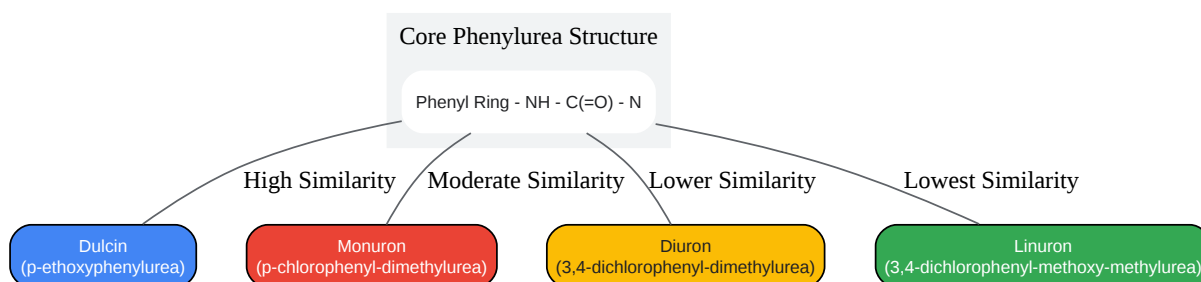 Core Phenylurea Structure
Phenyl Ring - NH - C(=O) - N
High Similarity
Moderate Similarity
Lower Similarity
Lowest Similarity
Dulcin
(p-ethoxyphenylurea)
Monuron
(p-chlorophenyl-dimethylurea)
Diuron
(3,4-dichlorophenyl-dimethylurea)
Linuron
(3,4-dichlorophenyl-methoxy-methylurea)